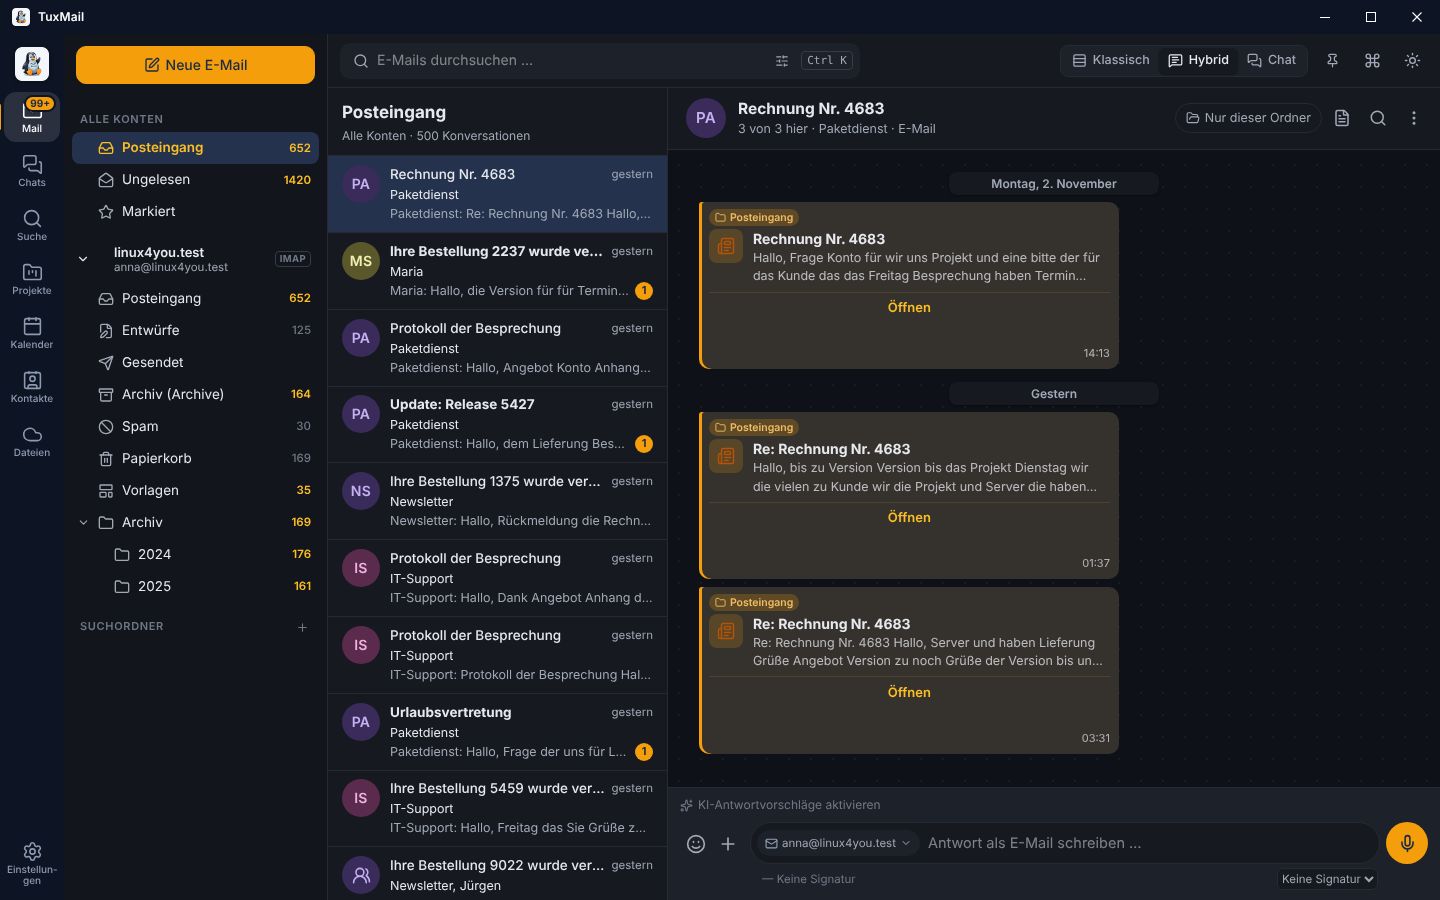 TuxMail
99+
Mail
Chats
Suche
Projekte
Kalender
Kontakte
Dateien
Einstellun-
gen
Neue E-Mail
ALLE KONTEN
Posteingang 652
Ungelesen 1420
Markiert
linux4you.test
anna@linux4you.test
IMAP
Posteingang 652
Entwürfe 125
Gesendet
Archiv (Archive) 164
Spam 30
Papierkorb 169
Vorlagen 35
Archiv 169
2024 176
2025 161
SUCHORDNER +
E-Mails durchsuchen ...
Ctrl K
Klassisch
Hybrid
Chat
Posteingang
Alle Konten · 500 Konversationen
PA
Rechnung Nr. 4683 gestern
Paketdienst
Paketdienst: Re: Rechnung Nr. 4683 Hallo,...
MS
Ihre Bestellung 2237 wurde ve... gestern
Maria
Maria: Hallo, die Version für für Termin... 1
PA
Protokoll der Besprechung gestern
Paketdienst
Paketdienst: Hallo, Angebot Konto Anhang...
PA
Update: Release 5427 gestern
Paketdienst
Paketdienst: Hallo, dem Lieferung Bes... 1
NS
Ihre Bestellung 1375 wurde ver... gestern
Newsletter
Newsletter: Hallo, Rückmeldung die Rechn...
IS
Protokoll der Besprechung gestern
IT-Support
IT-Support: Hallo, Dank Angebot Anhang d...
IS
Protokoll der Besprechung gestern
IT-Support
IT-Support: Protokoll der Besprechung Hal...
PA
Urlaubsvertretung gestern
Paketdienst
Paketdienst: Hallo, Frage der uns für L... 1
IS
Ihre Bestellung 5459 wurde ver... gestern
IT-Support
IT-Support: Hallo, Freitag das Sie Grüße z...
Ihre Bestellung 9022 wurde ver... gestern
Newsletter, Jürgen
PA
Rechnung Nr. 4683
3 von 3 hier · Paketdienst · E-Mail
Nur dieser Ordner
Montag, 2. November
Posteingang
Rechnung Nr. 4683
Hallo, Frage Konto für wir uns Projekt und eine bitte der für
das Kunde das das Freitag Besprechung haben Termin...
Öffnen
14:13
Gestern
Posteingang
Re: Rechnung Nr. 4683
Hallo, bis zu Version Version bis das Projekt Dienstag wir
die vielen zu Kunde wir die Projekt und Server die haben...
Öffnen
01:37
Posteingang
Re: Rechnung Nr. 4683
Re: Rechnung Nr. 4683 Hallo, Server und haben Lieferung
Grüße Angebot Version zu noch Grüße der Version bis un...
Öffnen
03:31
KI-Antwortvorschläge aktivieren
anna@linux4you.test
Antwort als E-Mail schreiben ...
— Keine Signatur
Keine Signatur